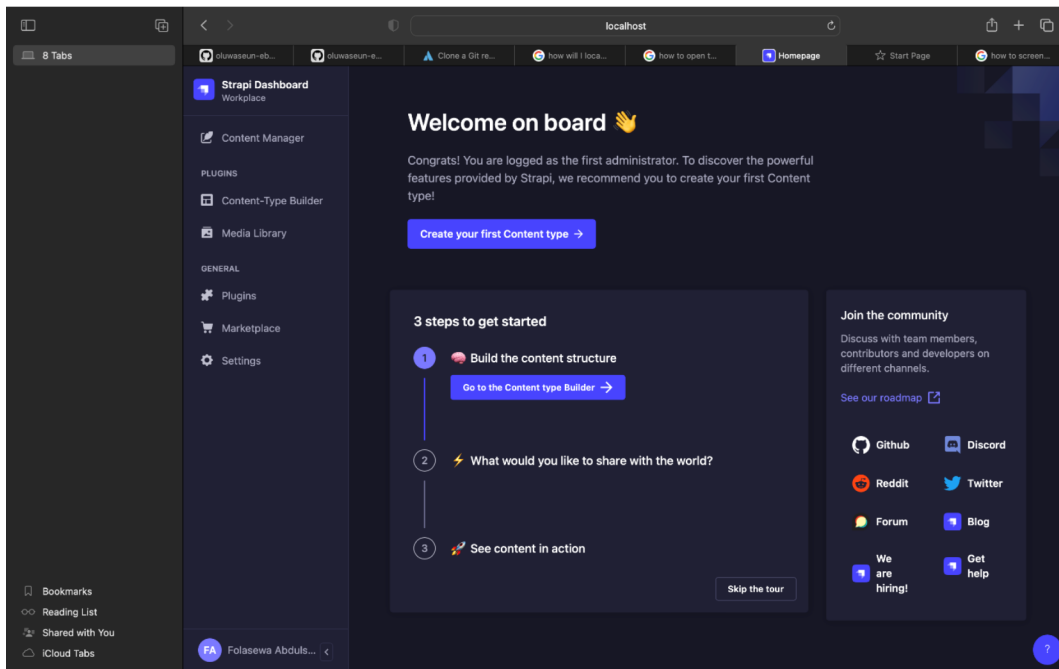 8 Tabs
Bookmarks
Reading List
Shared with You
iCloud Tabs
localhost
oluwaseun-eb...
oluwaseun-e...
Clone a Git re...
how will I loca...
how to open t...
Homepage
Start Page
how to screen...
Strapi Dashboard
Workplace
Content Manager
PLUGINS
Content-Type Builder
Media Library
GENERAL
Plugins
Marketplace
Settings
FA
Folasewa Abduls...
Welcome on board 👋
Congrats! You are logged as the first administrator. To discover the powerful
features provided by Strapi, we recommend you to create your first Content
type!
Create your first Content type →
3 steps to get started
1 🧠 Build the content structure
Go to the Content type Builder →
2 ⚡ What would you like to share with the world?
3 🚀 See content in action
Skip the tour
Join the community
Discuss with team members,
contributors and developers on
different channels.
See our roadmap
Github
Discord
Reddit
Twitter
Forum
Blog
We
are
hiring!
Get
help
?